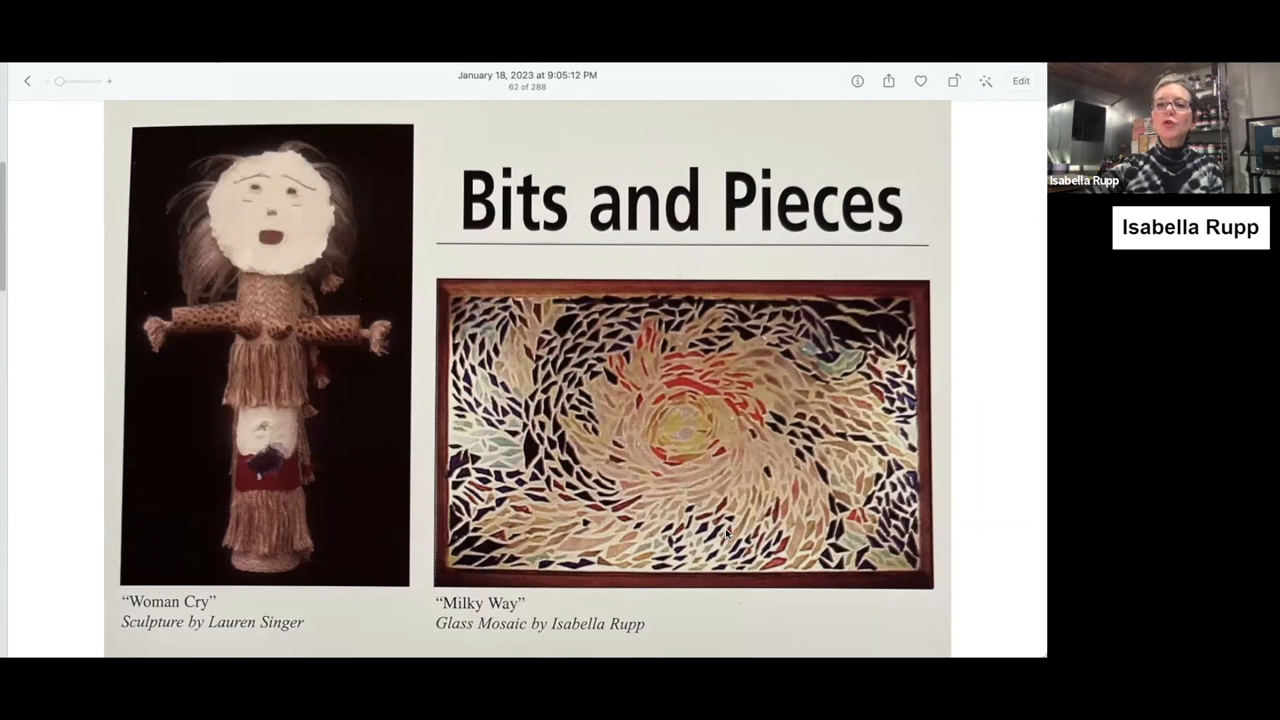 January 18, 2023 at 9:05:12 PM
62 of 288
Edit
Bits and Pieces
“Woman Cry”
Sculpture by Lauren Singer
“Milky Way”
Glass Mosaic by Isabella Rupp
Isabella Rupp
Isabella Rupp